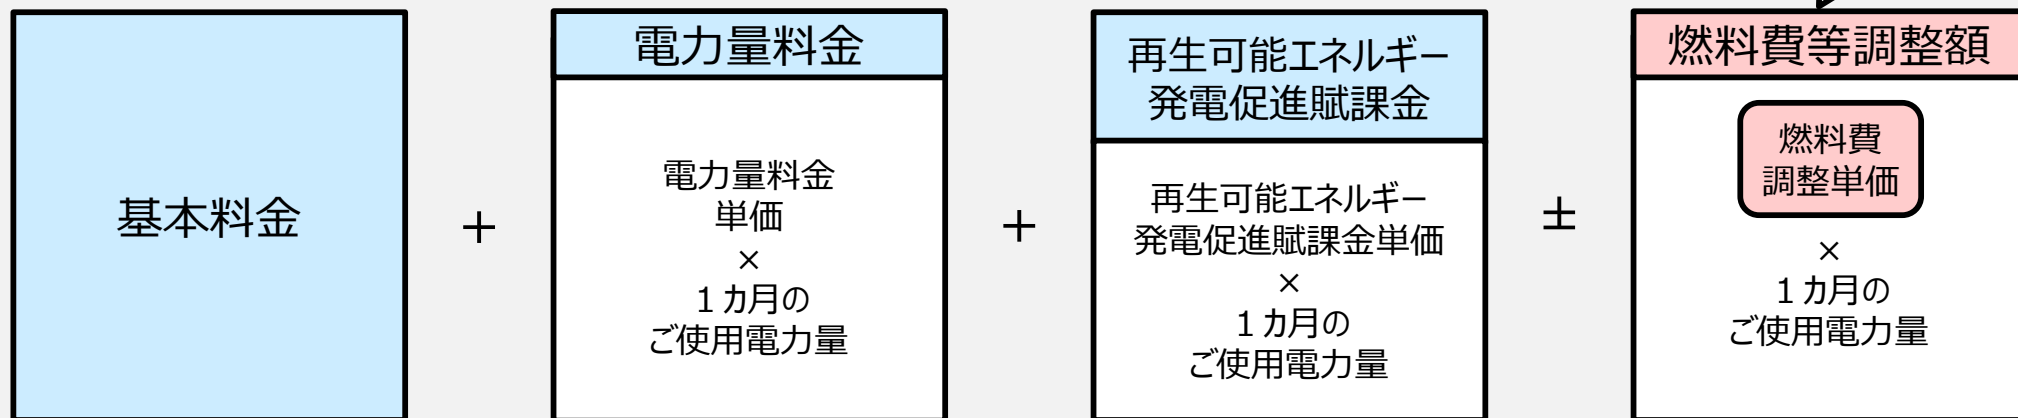 基本料金
＋
電力量料金
電力量料金
単価
×
１カ月の
ご使用電力量
＋
再生可能エネルギー
発電促進賦課金
再生可能エネルギー
発電促進賦課金単価
×
１カ月の
ご使用電力量
±
燃料費等調整額
燃料費
調整単価
×
１カ月の
ご使用電力量